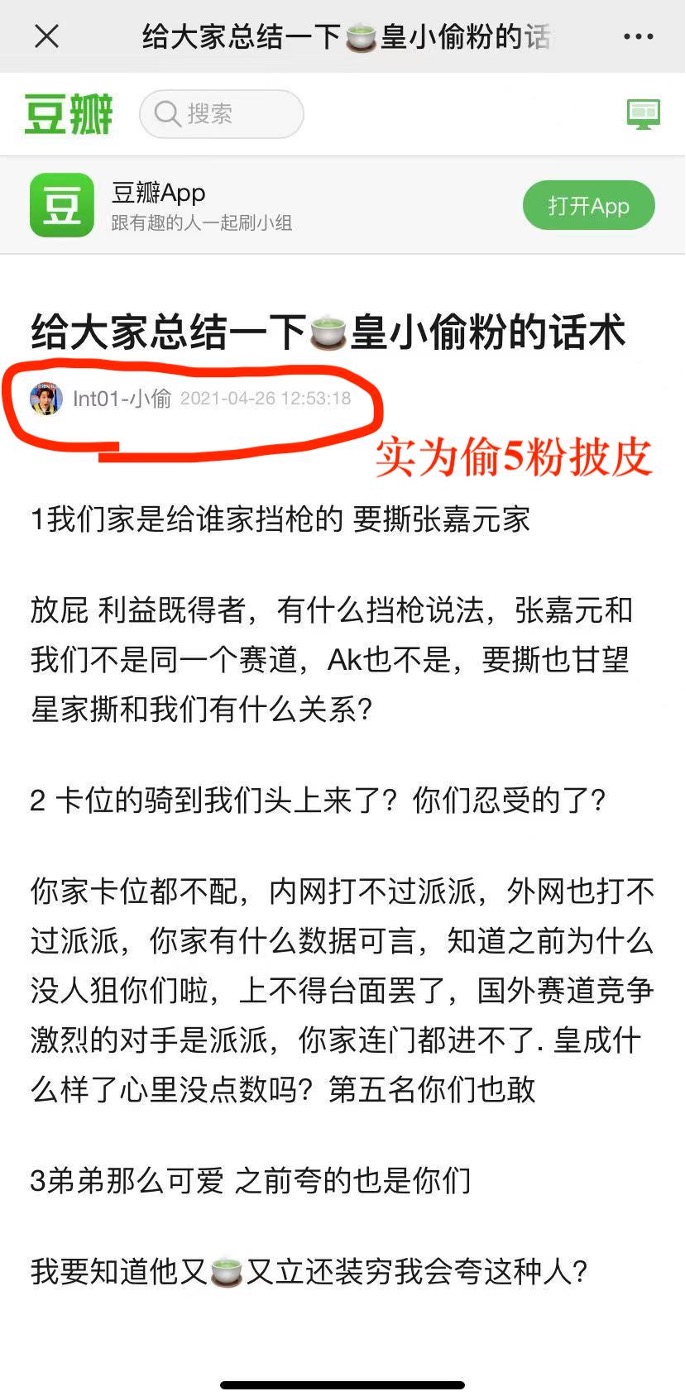 给大家总结一下🍵皇小偷粉的话
豆瓣
搜索
豆
豆瓣App
跟有趣的人一起刷小组
打开App
给大家总结一下🍵皇小偷粉的话术
Int01-小偷 2021-04-26 12:53:18
实为偷5粉披皮
1我们家是给谁家挡枪的 要撕张嘉元家
放屁 利益既得者，有什么挡枪说法，张嘉元和
我们不是同一个赛道，Ak也不是，要撕也甘望
星家撕和我们有什么关系？
2 卡位的骑到我们头上来了？你们忍受的了？
你家卡位都不配，内网打不过派派，外网也打不
过派派，你家有什么数据可言，知道之前为什么
没人狙你们啦，上不得台面罢了，国外赛道竞争
激烈的对手是派派，你家连门都进不了. 皇成什
么样了心里没点数吗？第五名你们也敢
3弟弟那么可爱 之前夸的也是你们
我要知道他又🍵又立还装穷我会夸这种人？